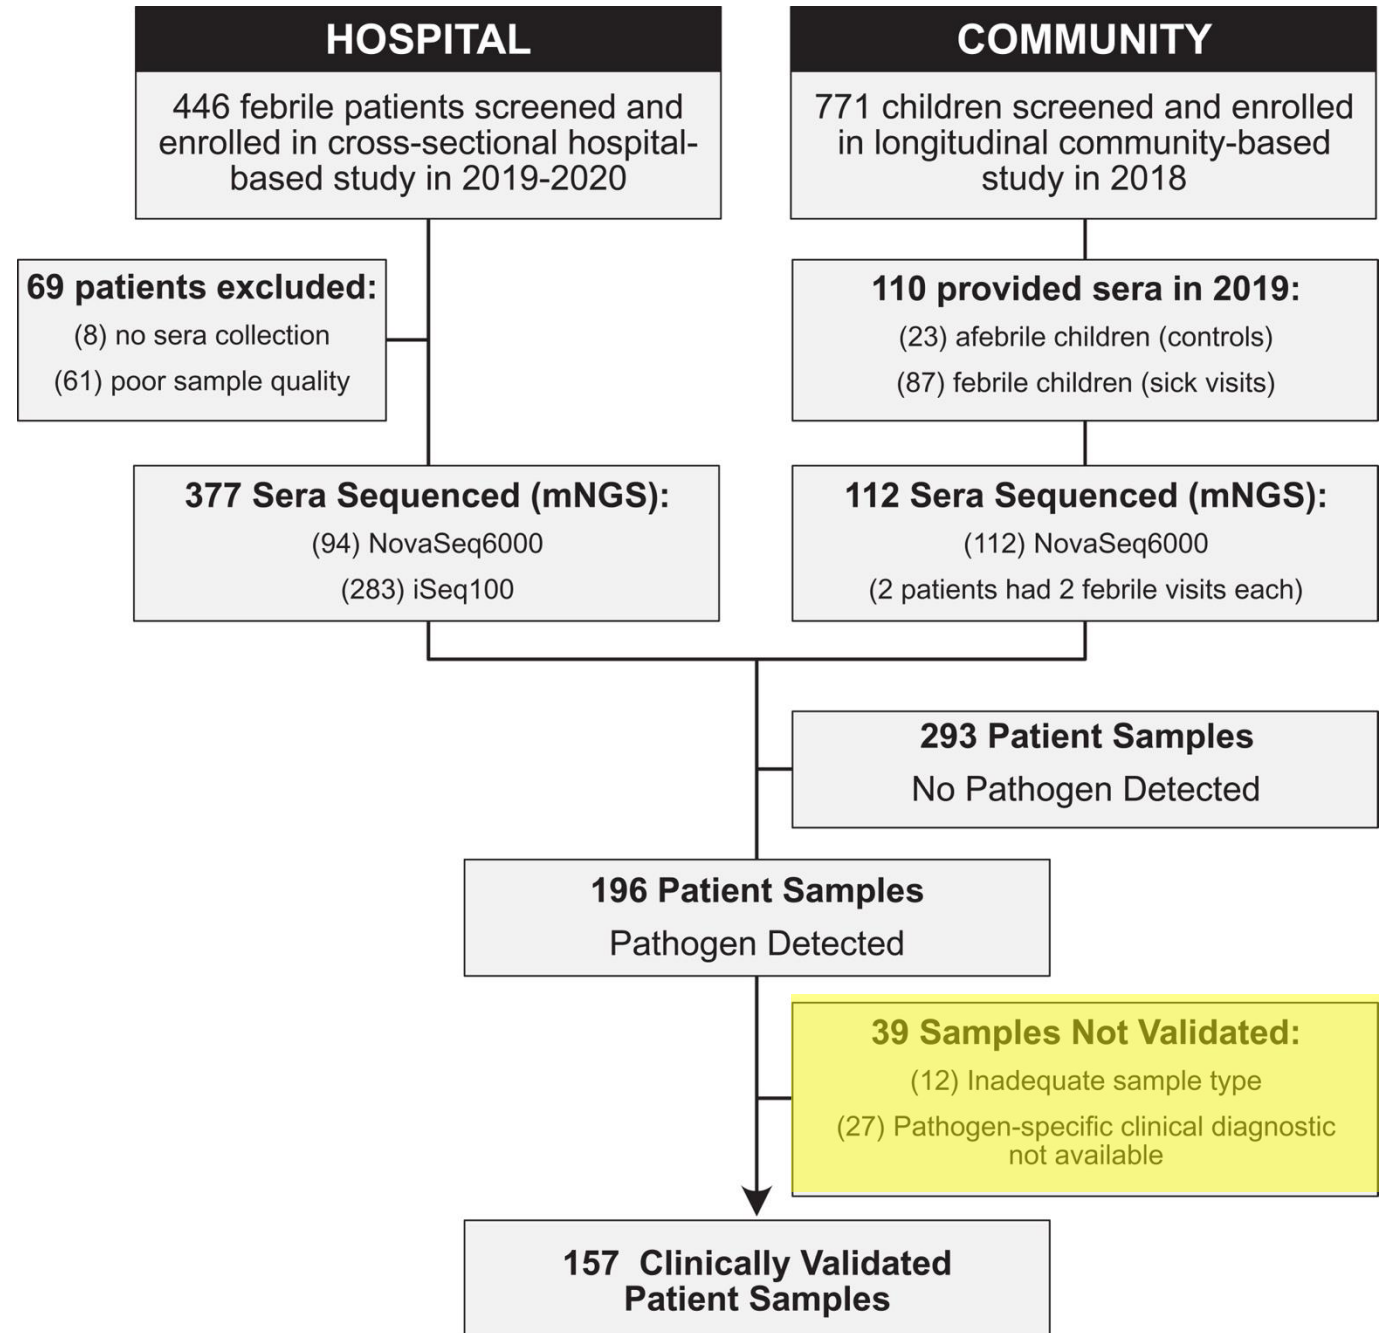 HOSPITAL
446 febrile patients screened and
enrolled in cross-sectional hospital-
based study in 2019-2020
COMMUNITY
771 children screened and enrolled
in longitudinal community-based
study in 2018
69 patients excluded:
(8) no sera collection
(61) poor sample quality
110 provided sera in 2019:
(23) afebrile children (controls)
(87) febrile children (sick visits)
377 Sera Sequenced (mNGS):
(94) NovaSeq6000
(283) iSeq100
112 Sera Sequenced (mNGS):
(112) NovaSeq6000
(2 patients had 2 febrile visits each)
293 Patient Samples
No Pathogen Detected
196 Patient Samples
Pathogen Detected
39 Samples Not Validated:
(12) Inadequate sample type
(27) Pathogen-specific clinical diagnostic
not available
157 Clinically Validated
Patient Samples